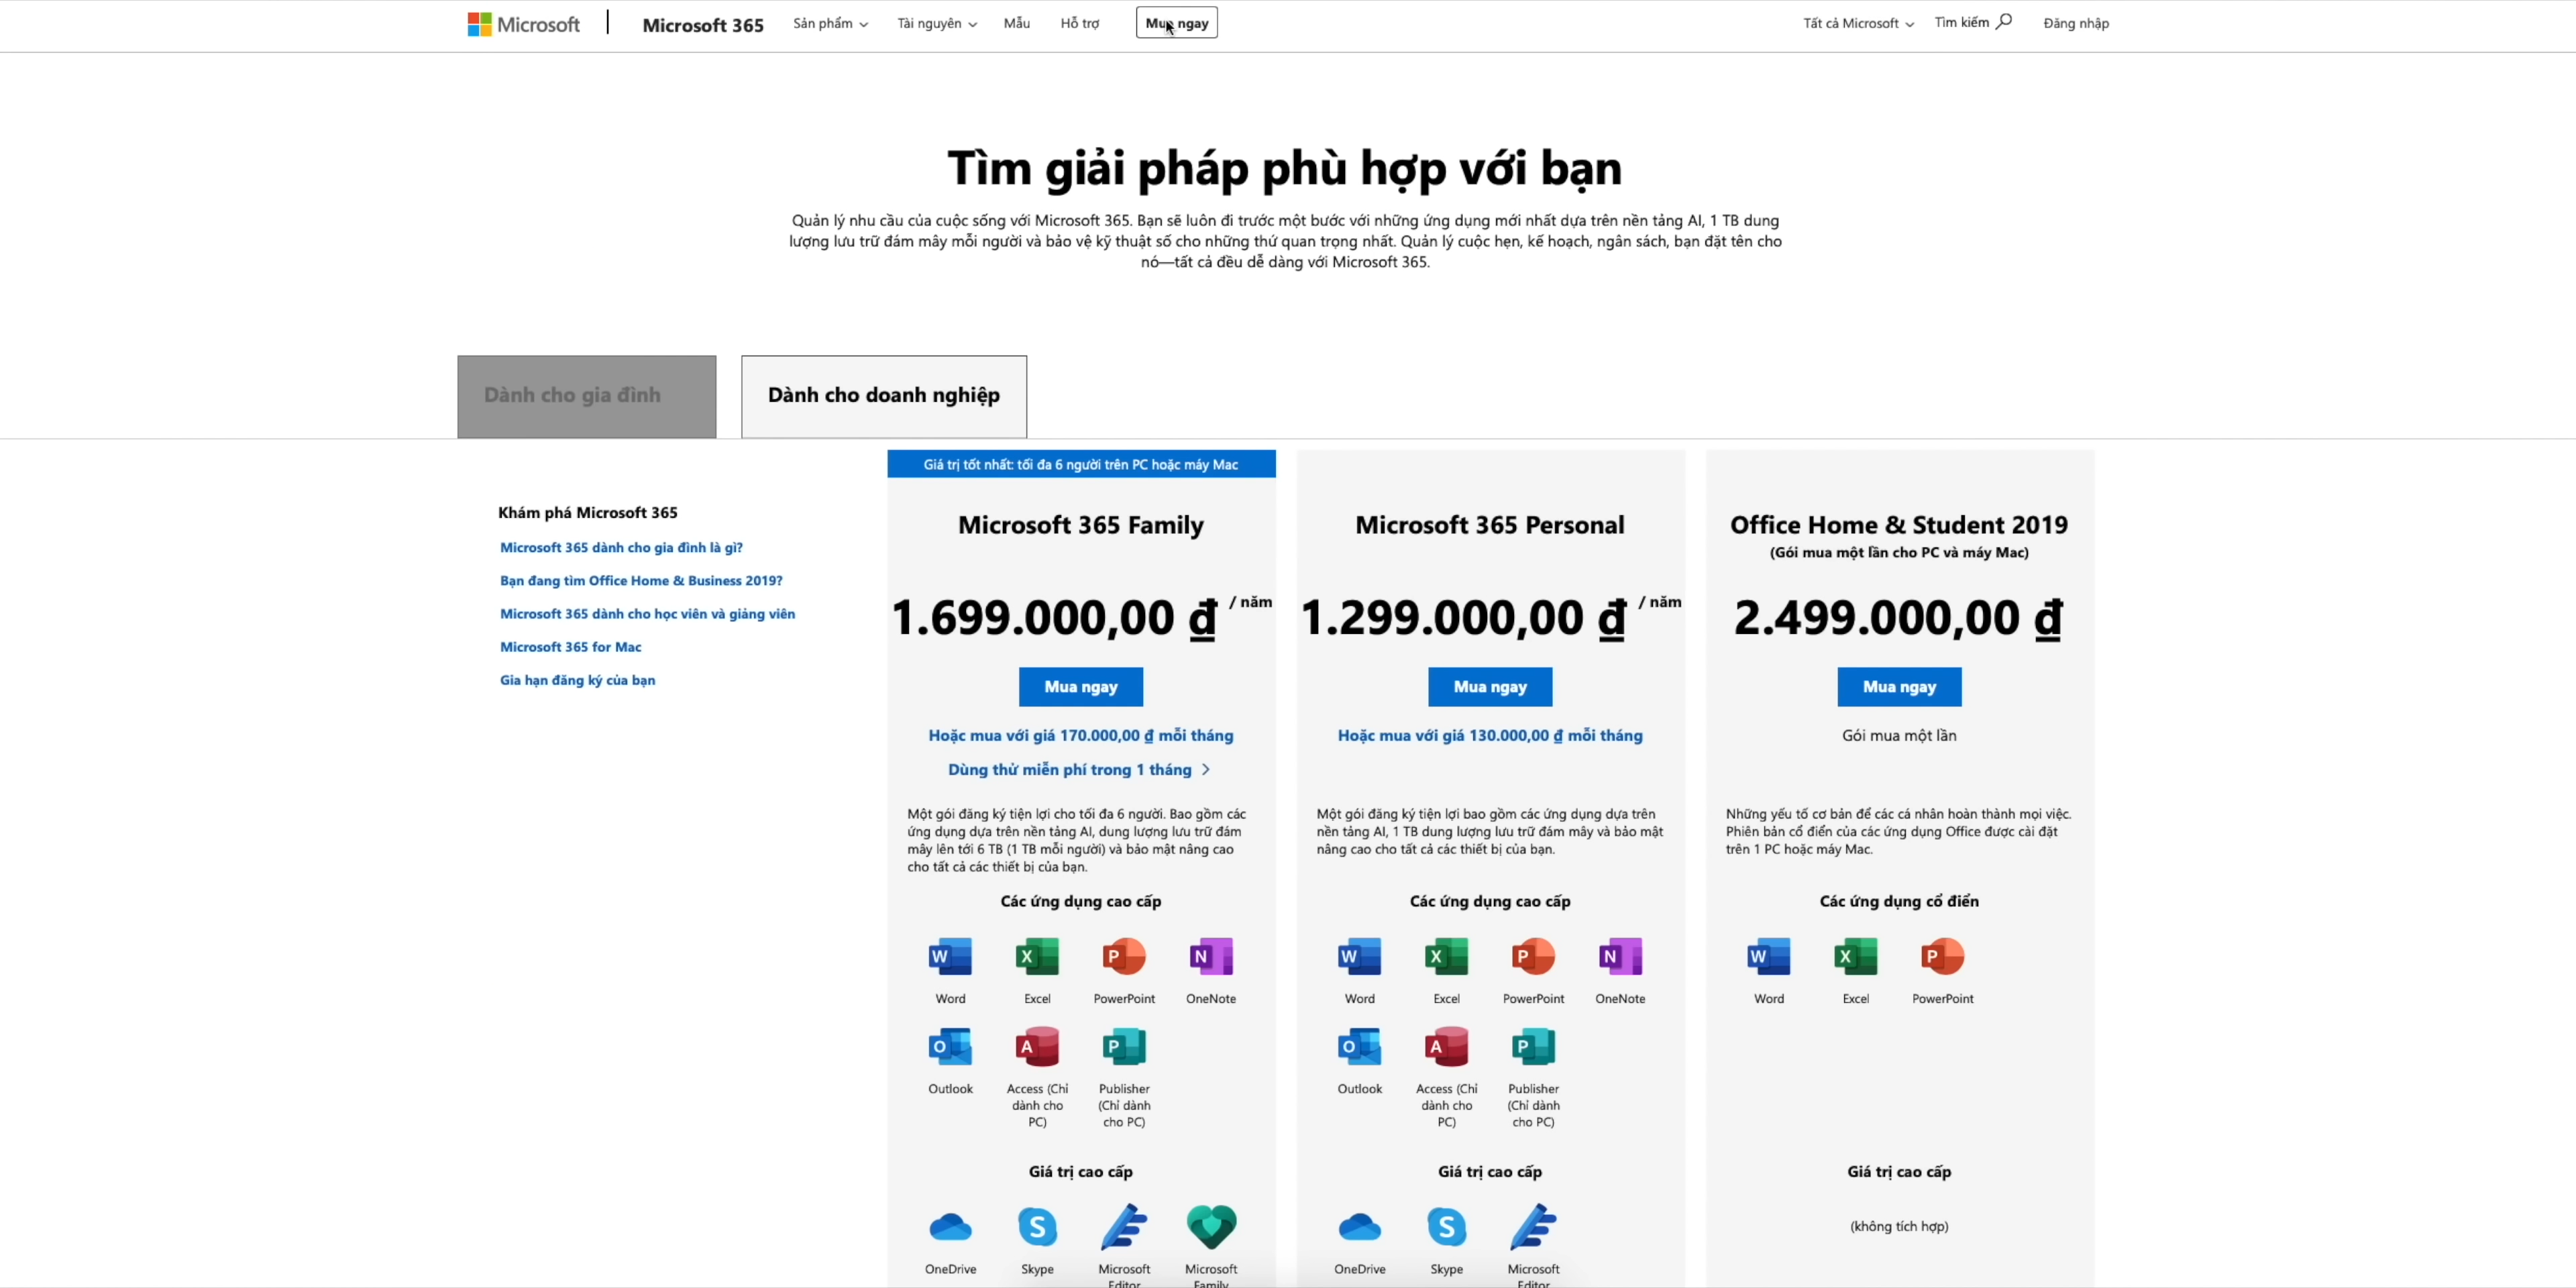 Microsoft
Microsoft 365
Sản phẩm
Tài nguyên
Mẫu
Hỗ trợ
Mua ngay
Tất cả Microsoft
Tìm kiếm
Đăng nhập
Tìm giải pháp phù hợp với bạn
Quản lý nhu cầu của cuộc sống với Microsoft 365. Bạn sẽ luôn đi trước một bước với những ứng dụng mới nhất dựa trên nền tảng AI, 1 TB dung
lượng lưu trữ đám mây mỗi người và bảo vệ kỹ thuật số cho những thứ quan trọng nhất. Quản lý cuộc hẹn, kế hoạch, ngân sách, bạn đặt tên cho
nó—tất cả đều dễ dàng với Microsoft 365.
Dành cho gia đình
Dành cho doanh nghiệp
Khám phá Microsoft 365
Microsoft 365 dành cho gia đình là gì?
Bạn đang tìm Office Home & Business 2019?
Microsoft 365 dành cho học viên và giảng viên
Microsoft 365 for Mac
Gia hạn đăng ký của bạn
Giá trị tốt nhất: tối đa 6 người trên PC hoặc máy Mac
Microsoft 365 Family
1.699.000,00 ₫ / năm
Mua ngay
Hoặc mua với giá 170.000,00 ₫ mỗi tháng
Dùng thử miễn phí trong 1 tháng
Một gói đăng ký tiện lợi cho tối đa 6 người. Bao gồm các
ứng dụng dựa trên nền tảng AI, dung lượng lưu trữ đám
mây lên tới 6 TB (1 TB mỗi người) và bảo mật nâng cao
cho tất cả các thiết bị của bạn.
Các ứng dụng cao cấp
Word
Excel
PowerPoint
OneNote
Outlook
Access (Chỉ
dành cho
PC)
Publisher
(Chỉ dành
cho PC)
Giá trị cao cấp
OneDrive
Skype
Microsoft
Editor
Microsoft
Family
Microsoft 365 Personal
1.299.000,00 ₫ / năm
Mua ngay
Hoặc mua với giá 130.000,00 ₫ mỗi tháng
Một gói đăng ký tiện lợi bao gồm các ứng dụng dựa trên
nền tảng AI, 1 TB dung lượng lưu trữ đám mây và bảo mật
nâng cao cho tất cả các thiết bị của bạn.
Các ứng dụng cao cấp
Word
Excel
PowerPoint
OneNote
Outlook
Access (Chỉ
dành cho
PC)
Publisher
(Chỉ dành
cho PC)
Giá trị cao cấp
OneDrive
Skype
Microsoft
Editor
Office Home & Student 2019
(Gói mua một lần cho PC và máy Mac)
2.499.000,00 ₫
Mua ngay
Gói mua một lần
Những yếu tố cơ bản để các cá nhân hoàn thành mọi việc.
Phiên bản cổ điển của các ứng dụng Office được cài đặt
trên 1 PC hoặc máy Mac.
Các ứng dụng cổ điển
Word
Excel
PowerPoint
Giá trị cao cấp
(không tích hợp)